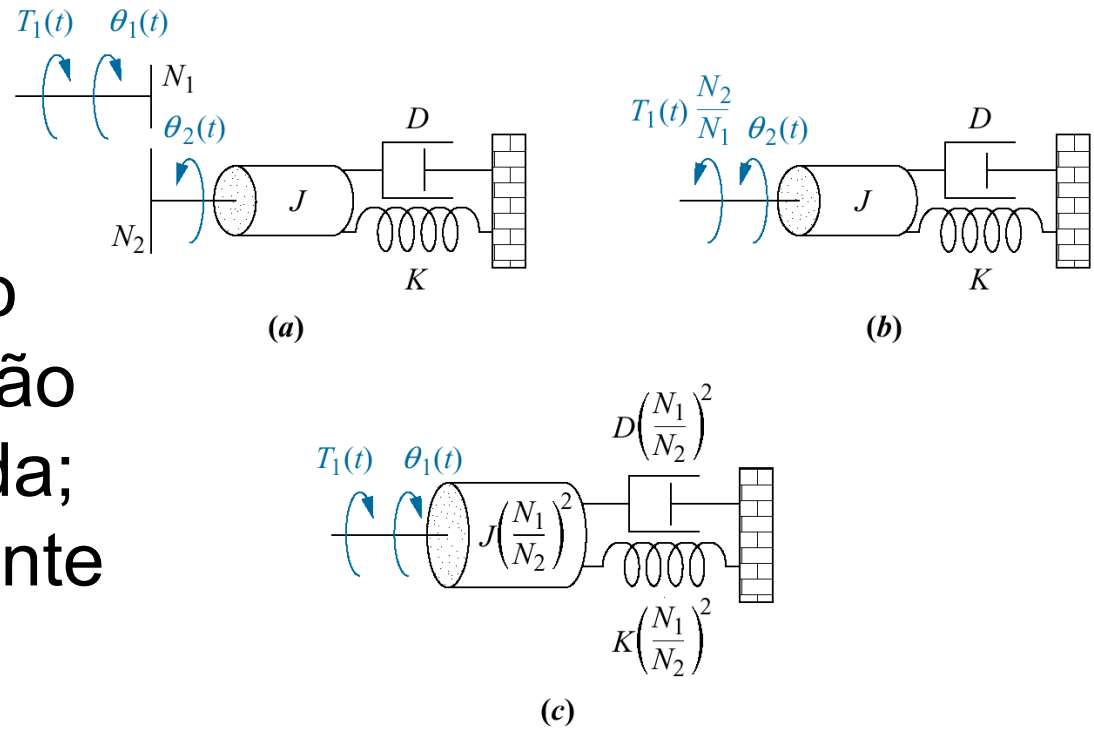 T₁(t) θ₁(t)
N₁
θ₂(t)
N₂
J
D
K
(a)
T₁(t) N₂/N₁ θ₂(t)
J
D
K
(b)
o
ão
da;
nte
T₁(t) θ₁(t)
J(N₁/N₂)²
D(N₁/N₂)²
K(N₁/N₂)²
(c)